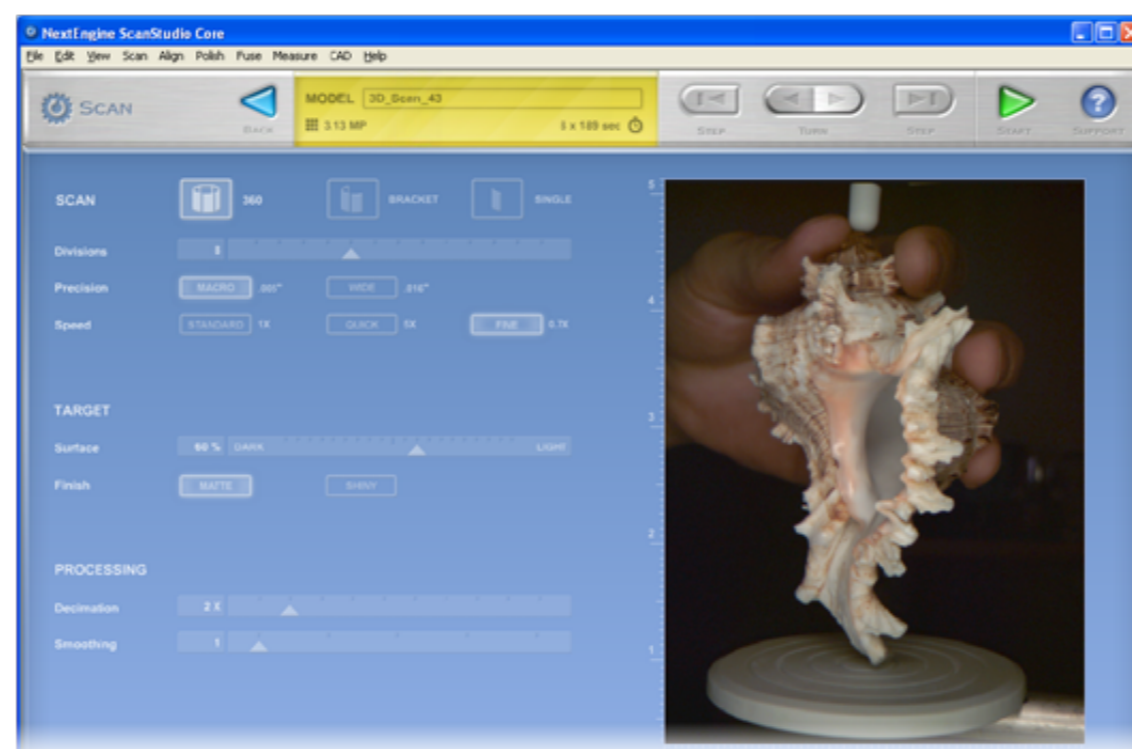 NextEngine ScanStudio Core
File Edit View Scan Align Polish Fuse Measure CAD Help
SCAN
BACK
MODEL 3D_Scan_43
3.13 MP
x 189 sec
STEP TURN STEP START SUPPORT
SCAN 360 BRACKET SINGLE
Divisions
Precision MACRO .005" WIDE .015"
Speed STANDARD 1X QUICK 5X FINE 0.7X
TARGET
Surface 60 % DARK LIGHT
Finish MATTE SHINY
PROCESSING
Decimation 2 X
Smoothing 1
5
4
3
2
1